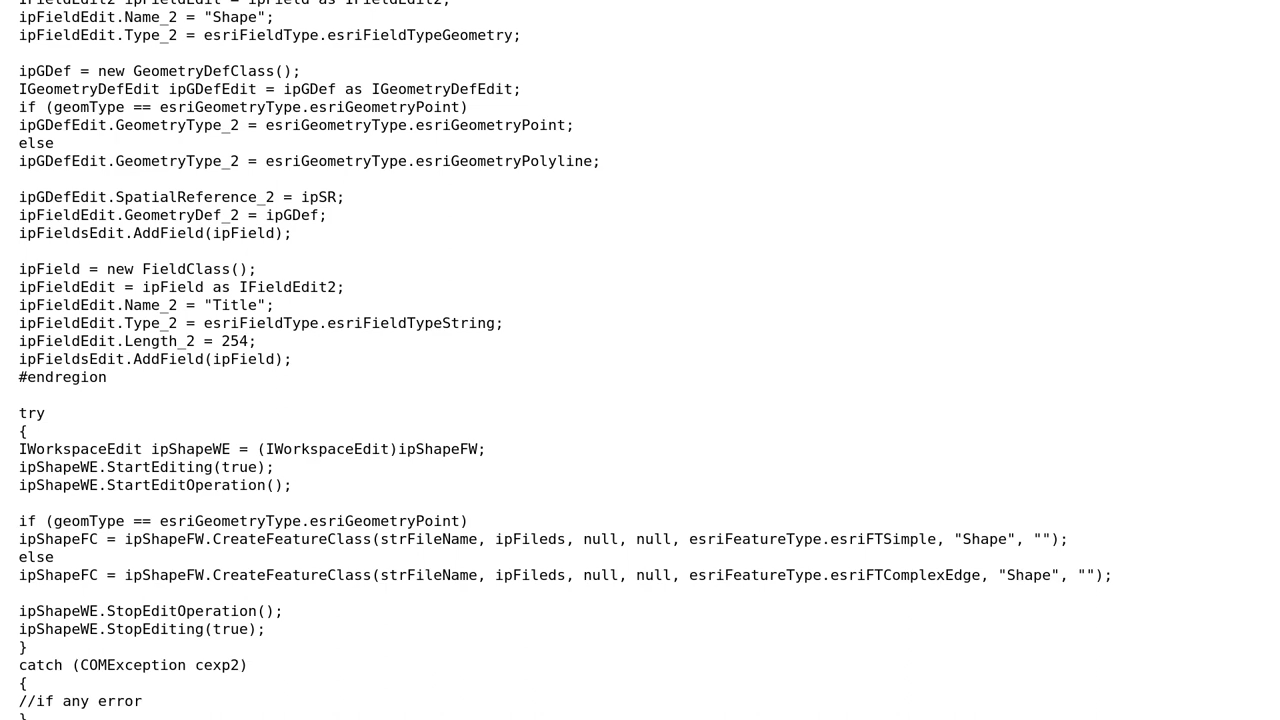 IFieldEdit2 ipFieldEdit = ipField as IFieldEdit2;
ipFieldEdit.Name_2 = "Shape";
ipFieldEdit.Type_2 = esriFieldType.esriFieldTypeGeometry;
ipGDef = new GeometryDefClass();
IGeometryDefEdit ipGDefEdit = ipGDef as IGeometryDefEdit;
if (geomType == esriGeometryType.esriGeometryPoint)
ipGDefEdit.GeometryType_2 = esriGeometryType.esriGeometryPoint;
else
ipGDefEdit.GeometryType_2 = esriGeometryType.esriGeometryPolyline;
ipGDefEdit.SpatialReference_2 = ipSR;
ipFieldEdit.GeometryDef_2 = ipGDef;
ipFieldsEdit.AddField(ipField);
ipField = new FieldClass();
ipFieldEdit = ipField as IFieldEdit2;
ipFieldEdit.Name_2 = "Title";
ipFieldEdit.Type_2 = esriFieldType.esriFieldTypeString;
ipFieldEdit.Length_2 = 254;
ipFieldsEdit.AddField(ipField);
#endregion
try
{
IWorkspaceEdit ipShapeWE = (IWorkspaceEdit)ipShapeFW;
ipShapeWE.StartEditing(true);
ipShapeWE.StartEditOperation();
if (geomType == esriGeometryType.esriGeometryPoint)
ipShapeFC = ipShapeFW.CreateFeatureClass(strFileName, ipFileds, null, null, esriFeatureType.esriFTSimple, "Shape", "");
else
ipShapeFC = ipShapeFW.CreateFeatureClass(strFileName, ipFileds, null, null, esriFeatureType.esriFTComplexEdge, "Shape", "");
ipShapeWE.StopEditOperation();
ipShapeWE.StopEditing(true);
}
catch (COMException cexp2)
{
//if any error
}